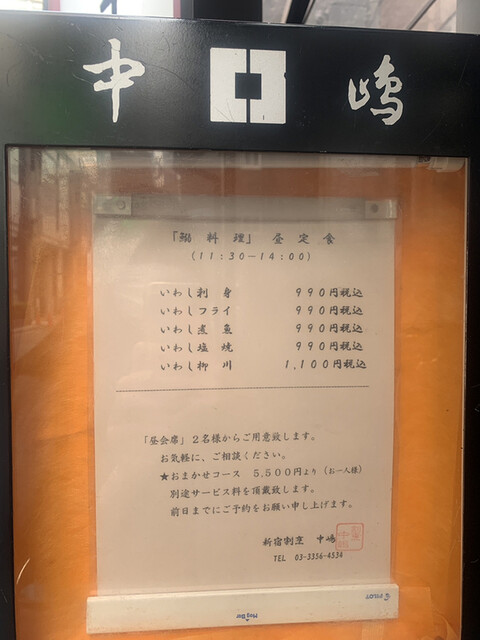 中嶋
「鰯料理」 昼定食
(11:30－14:00)
いわし刺 身 990円税込
いわしフライ 990円税込
いわし煮 魚 990円税込
いわし塩 焼 990円税込
いわし柳 川 1,100円税込
「昼会席」2名様からご用意致します。
お気軽に、ご相談ください。
★おまかせコース 5,500円より（お一人様）
別途サービス料を頂戴致します。
前日までにご予約をお願い申し上げます。
新宿割烹 中嶋
TEL 03-3356-4534
PILOT